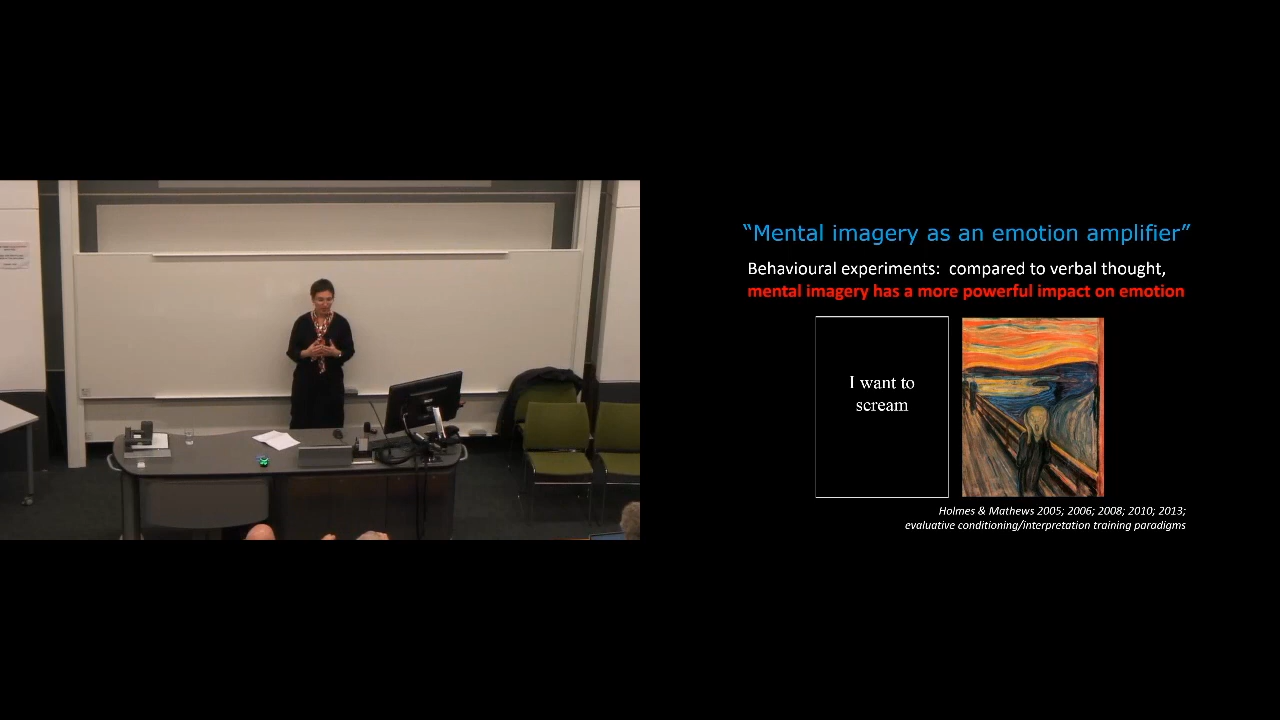 “Mental imagery as an emotion amplifier”
Behavioural experiments:  compared to verbal thought,
mental imagery has a more powerful impact on emotion
I want to
scream
Holmes & Mathews 2005; 2006; 2008; 2010; 2013;
evaluative conditioning/interpretation training paradigms